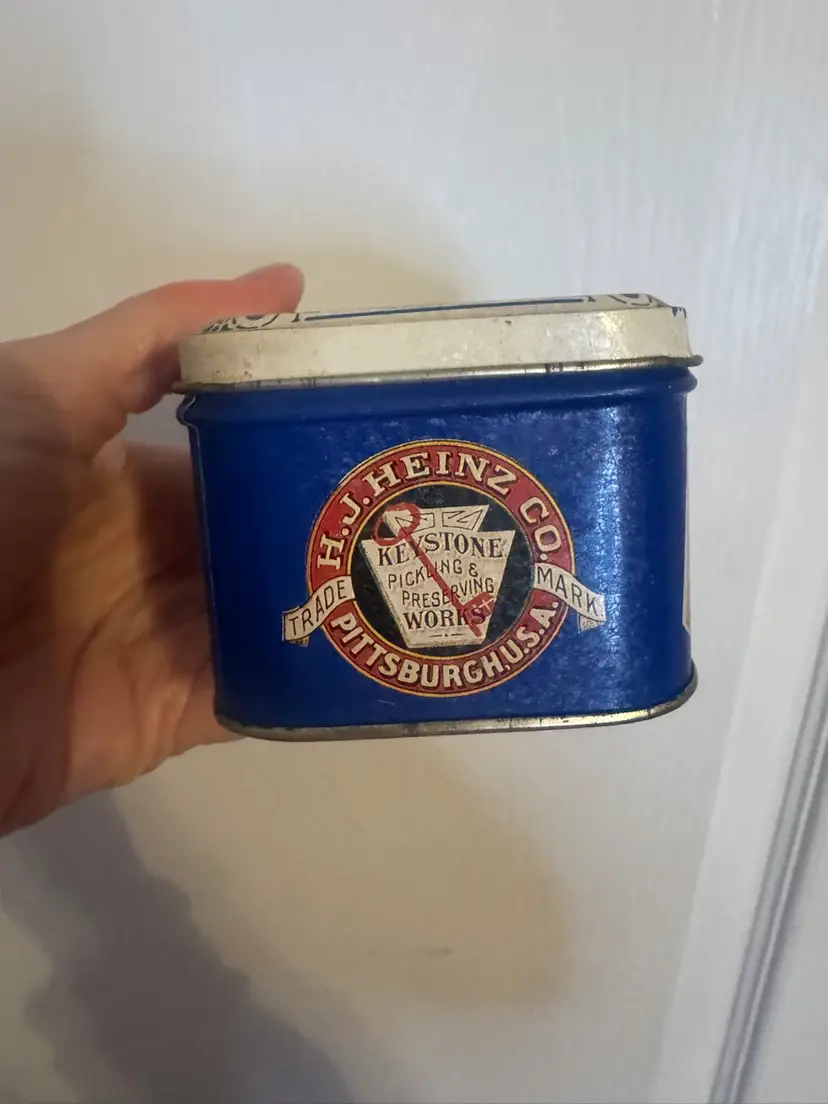 H.J. HEINZ CO.
KEYSTONE
PICKLING &
PRESERVING
WORKS
TRADE MARK
PITTSBURGH, U.S.A.